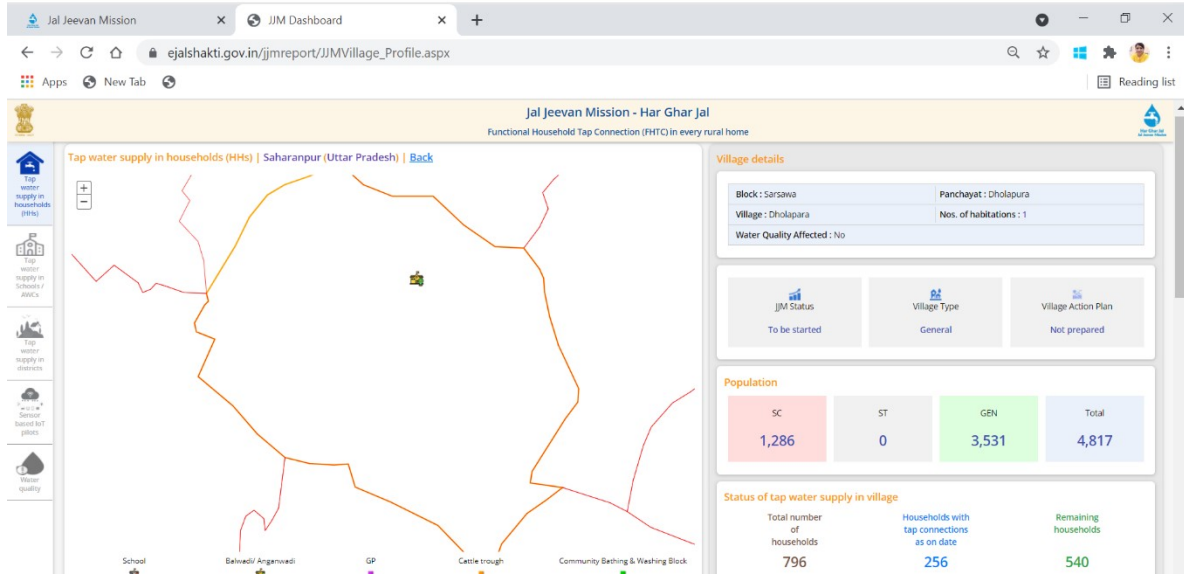 Jal Jeevan Mission
JJM Dashboard
ejalshakti.gov.in/jjmreport/JJMVillage_Profile.aspx
Apps
New Tab
Reading list
Jal Jeevan Mission - Har Ghar Jal
Functional Household Tap Connection (FHTC) in every rural home
Har Ghar Jal
Tap
water
supply in
households
(HHs)
Tap
water
supply in
Schools /
AWCs
Tap
water
supply in
districts
Sensor
based IoT
pilots
Water
quality
Tap water supply in households (HHs) | Saharanpur (Uttar Pradesh) | Back
+
−
School
Balwadi/ Anganwadi
GP
Cattle trough
Community Bathing & Washing Block
Village details
Block : Sarsawa
Panchayat : Dholapura
Village : Dholapara
Nos. of habitations : 1
Water Quality Affected : No
JJM Status
To be started
Village Type
General
Village Action Plan
Not prepared
Population
SC
1,286
ST
0
GEN
3,531
Total
4,817
Status of tap water supply in village
Total number
of
households
796
Households with
tap connections
as on date
256
Remaining
households
540